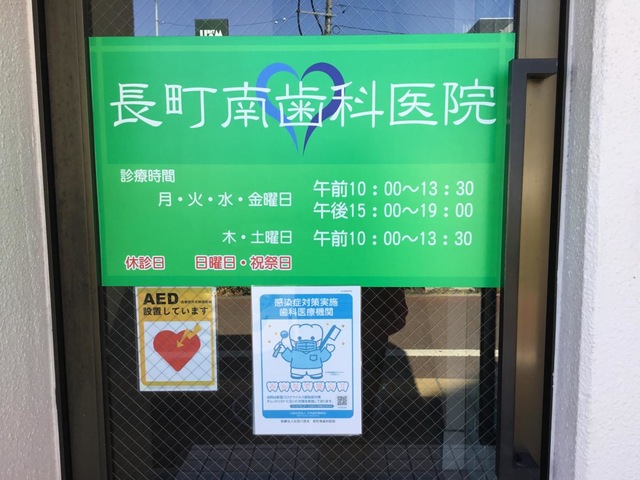 長町南歯科医院
診療時間
月・火・水・金曜日 午前10：00〜13：30
午後15：00〜19：00
木・土曜日 午前10：00〜13：30
休診日 日曜日・祝祭日
AED
設置しています
感染症対策実施
歯科医療機関